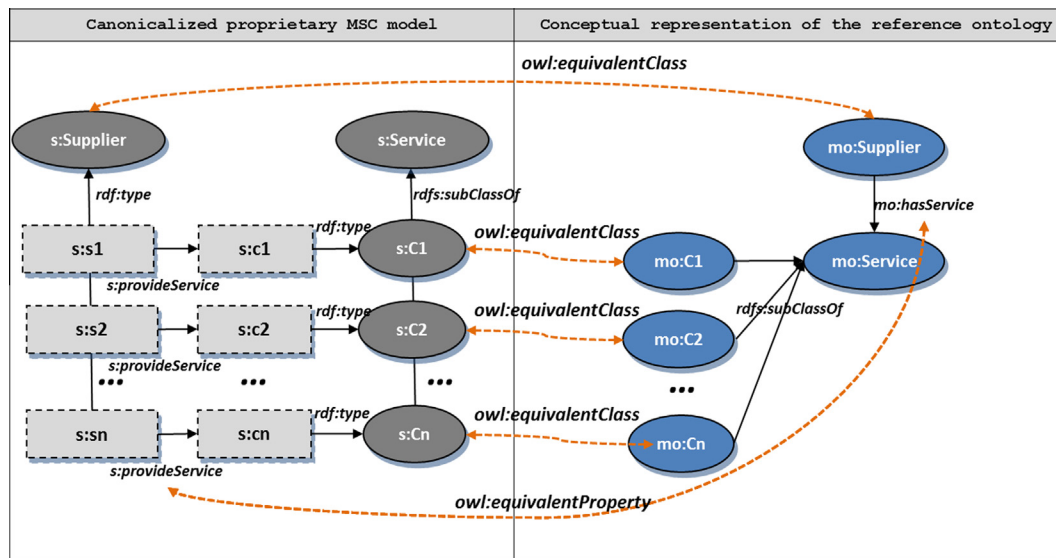 Canonicalized proprietary MSC model
Conceptual representation of the reference ontology
owl:equivalentClass
s:Supplier
s:Service
mo:Supplier
rdf:type
rdfs:subClassOf
mo:hasService
s:s1
s:c1
rdf:type
s:C1
owl:equivalentClass
mo:C1
mo:Service
s:provideService
s:s2
s:c2
rdf:type
s:C2
owl:equivalentClass
mo:C2
rdfs:subClassOf
s:provideService
...
...
...
...
s:sn
s:cn
rdf:type
s:Cn
owl:equivalentClass
mo:Cn
s:provideService
owl:equivalentProperty